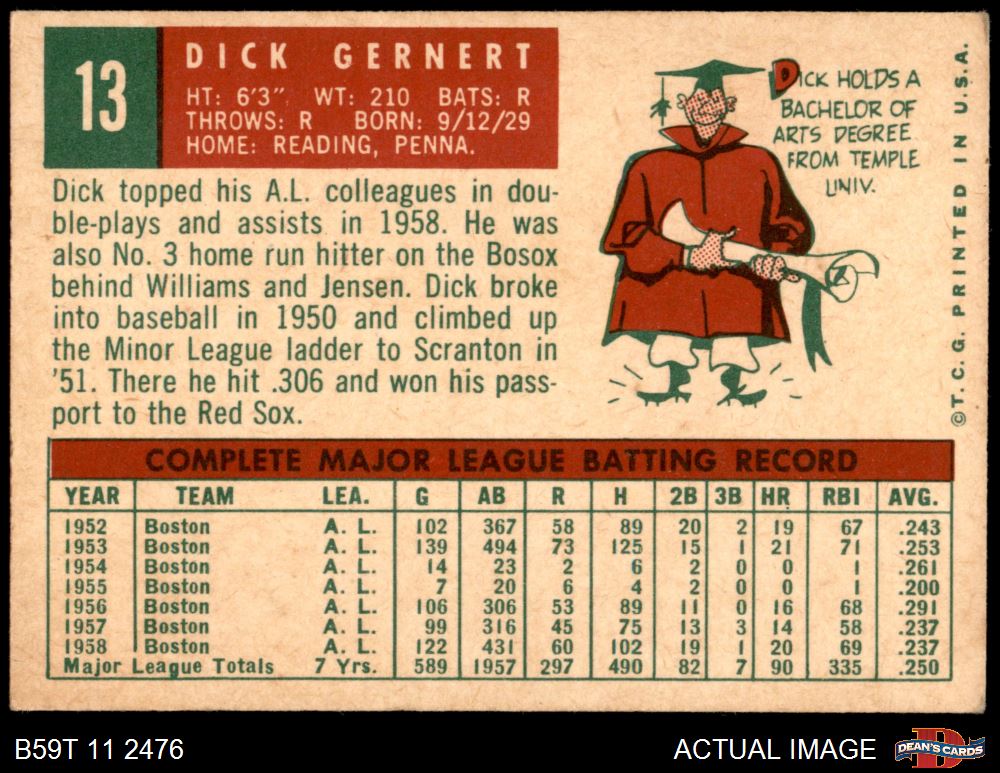 13
DICK GERNERT
HT: 6'3" WT: 210 BATS: R
THROWS: R BORN: 9/12/29
HOME: READING, PENNA.
DICK HOLDS A
BACHELOR OF
ARTS DEGREE
FROM TEMPLE
UNIV.
©T. C. G. PRINTED IN U.S.A.
Dick topped his A.L. colleagues in dou-
ble-plays and assists in 1958. He was
also No. 3 home run hitter on the Bosox
behind Williams and Jensen. Dick broke
into baseball in 1950 and climbed up
the Minor League ladder to Scranton in
'51. There he hit .306 and won his pass-
port to the Red Sox.
COMPLETE MAJOR LEAGUE BATTING RECORD
YEAR TEAM LEA. G AB R H 2B 3B HR RBI AVG.
1952 Boston A. L. 102 367 58 89 20 2 19 67 .243
1953 Boston A. L. 139 494 73 125 15 1 21 71 .253
1954 Boston A. L. 14 23 2 6 2 0 0 1 .261
1955 Boston A. L. 7 20 6 4 2 0 0 1 .200
1956 Boston A. L. 106 306 53 89 11 0 16 68 .291
1957 Boston A. L. 99 316 45 75 13 3 14 58 .237
1958 Boston A. L. 122 431 60 102 19 1 20 69 .237
Major League Totals 7 Yrs. 589 1957 297 490 82 7 90 335 .250
B59T 11 2476
ACTUAL IMAGE
D
DEAN'S CARDS